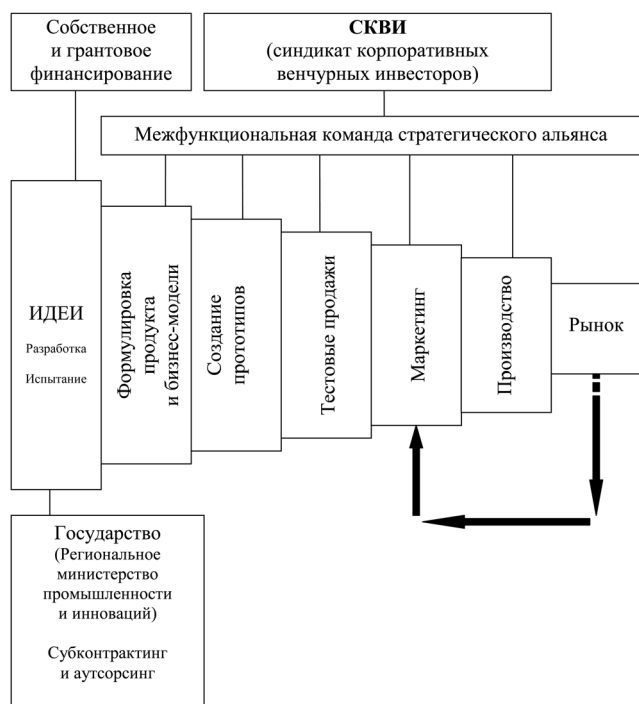 Собственное
и грантовое
финансирование
СКВИ
(синдикат корпоративных
венчурных инвесторов)
Межфункциональная команда стратегического альянса
ИДЕИ
Разработка
Испытание
Формулировка
продукта
и бизнес-модели
Создание
прототипов
Тестовые продажи
Маркетинг
Производство
Рынок
Государство
(Региональное
министерство
промышленности
и инноваций)
Субконтрактинг
и аутсорсинг